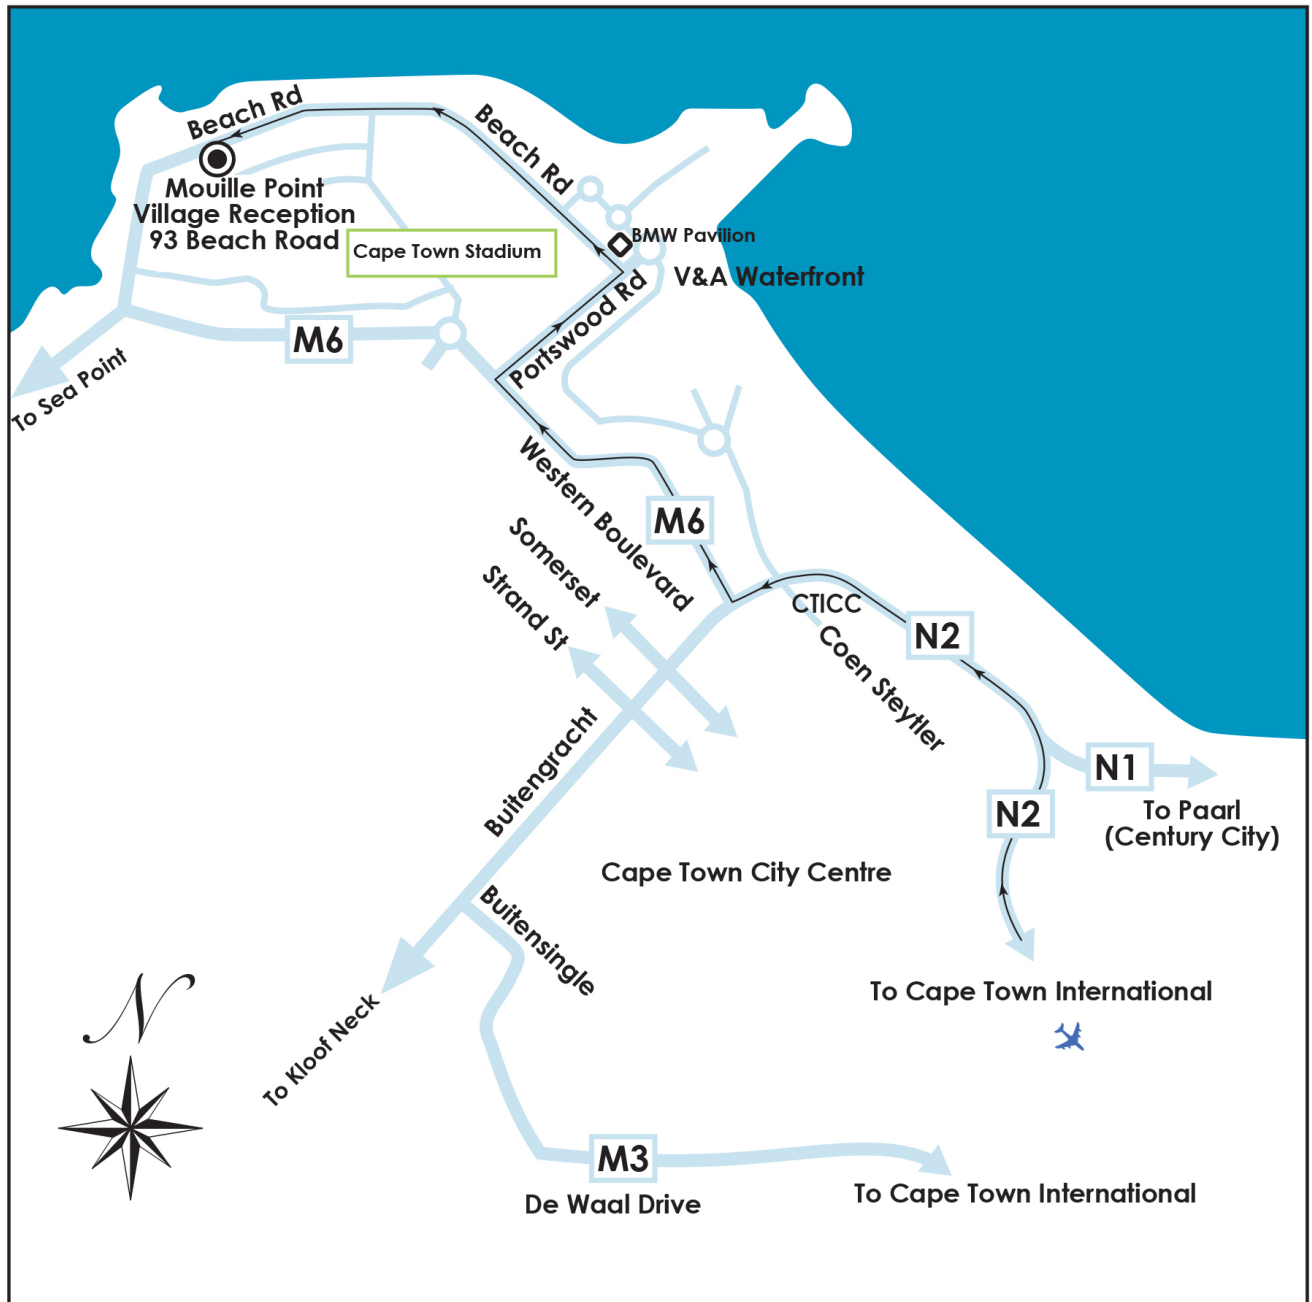 Beach Rd
Beach Rd
Mouille Point
Village Reception
93 Beach Road
Cape Town Stadium
BMW Pavilion
V&A Waterfront
Portswood Rd
M6
To Sea Point
Western Boulevard
M6
Somerset
Strand St
CTICC
N2
Coen Steytler
Buitengracht
N1
To Paarl
(Century City)
N2
Cape Town City Centre
Buitensingle
To Cape Town International
N
To Kloof Neck
M3
De Waal Drive
To Cape Town International